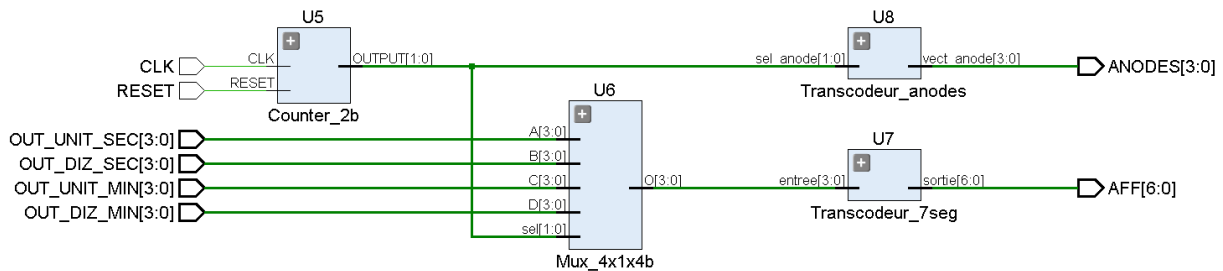 U5
U8
CLK
CLK
OUTPUT[1:0]
sel_anode[1:0]
vect_anode[3:0]
ANODES[3:0]
RESET
RESET
Counter_2b
U6
Transcodeur_anodes
OUT_UNIT_SEC[3:0]
A[3:0]
U7
OUT_DIZ_SEC[3:0]
B[3:0]
OUT_UNIT_MIN[3:0]
C[3:0]
O[3:0]
entree[3:0]
sortie[6:0]
AFF[6:0]
OUT_DIZ_MIN[3:0]
D[3:0]
Transcodeur_7seg
sel[1:0]
Mux_4x1x4b